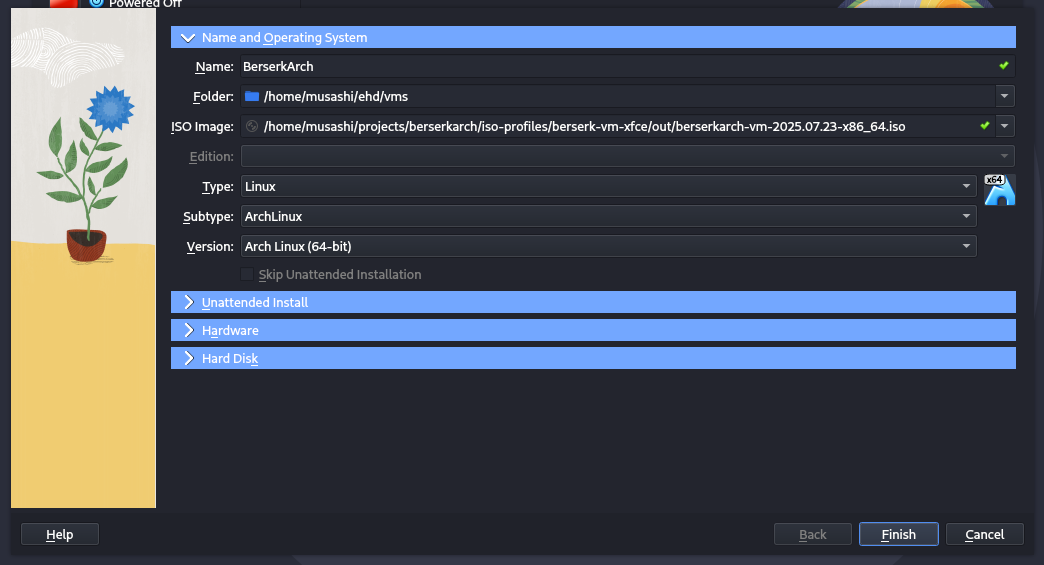 Powered Off
Name and Operating System
Name: BerserkArch
Folder: /home/musashi/ehd/vms
ISO Image: /home/musashi/projects/berserkarch/iso-profiles/berserk-vm-xfce/out/berserkarch-vm-2025.07.23-x86_64.iso
Edition:
Type: Linux
x64
Subtype: ArchLinux
Version: Arch Linux (64-bit)
Skip Unattended Installation
Unattended Install
Hardware
Hard Disk
Help Back Finish Cancel